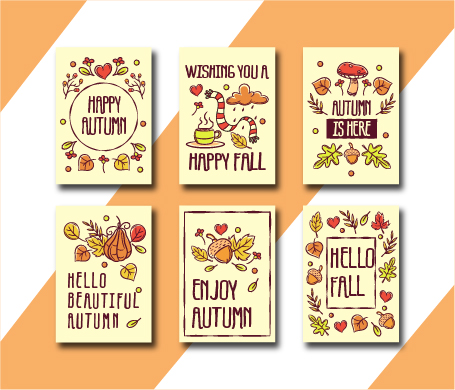 HAPPY
AUTUMN
WISHING YOU A
HAPPY FALL
AUTUMN
IS HERE
HELLO
BEAUTIFUL
AUTUMN
ENJOY
AUTUMN
HELLO
FALL